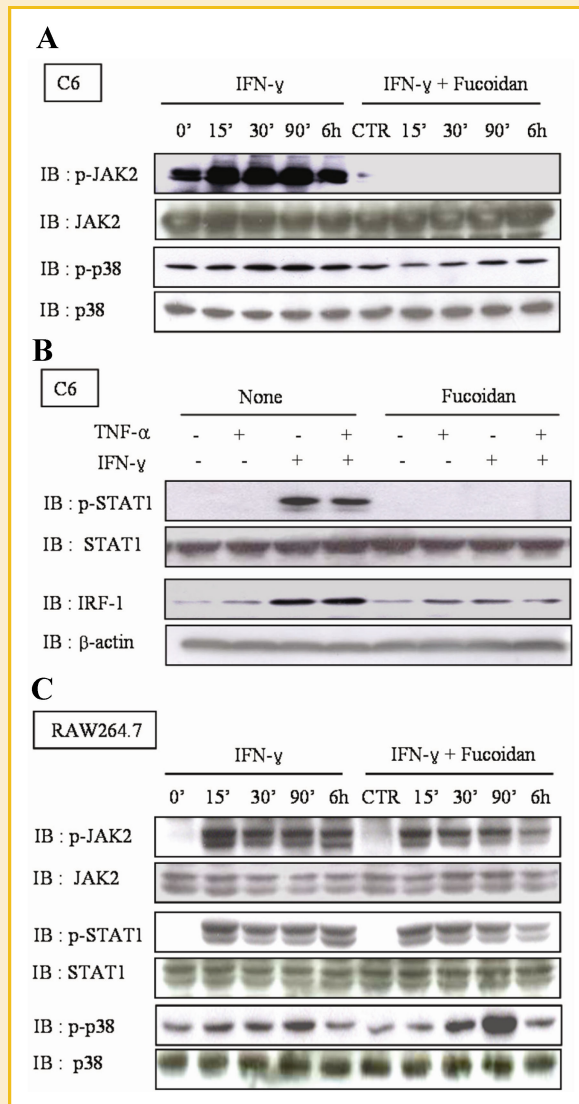 A
C6
IFN-γ IFN-γ + Fucoidan
0’ 15’ 30’ 90’ 6h CTR 15’ 30’ 90’ 6h
IB : p-JAK2
IB : JAK2
IB : p-p38
IB : p38
B
C6
None Fucoidan
TNF-α - + - + - + - +
IFN-γ - - + + - - + +
IB : p-STAT1
IB : STAT1
IB : IRF-1
IB : β-actin
C
RAW264.7
IFN-γ IFN-γ + Fucoidan
0’ 15’ 30’ 90’ 6h CTR 15’ 30’ 90’ 6h
IB : p-JAK2
IB : JAK2
IB : p-STAT1
IB : STAT1
IB : p-p38
IB : p38